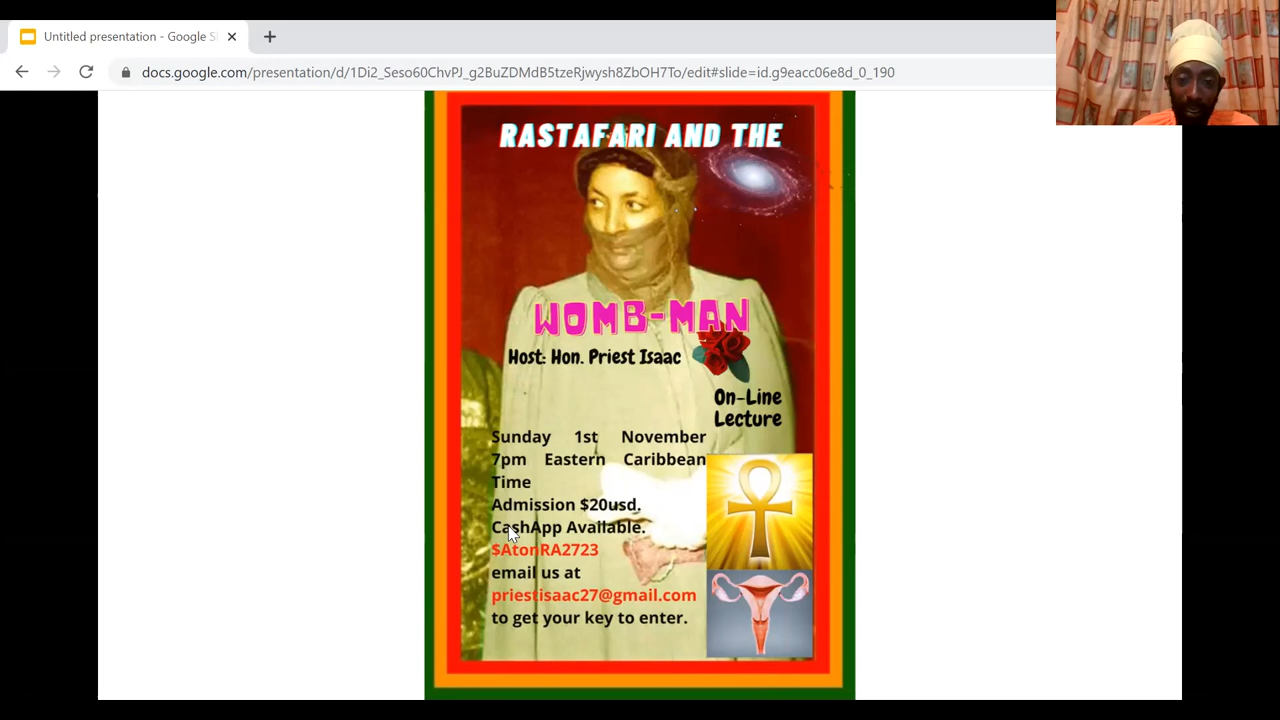 Untitled presentation - Google S
docs.google.com/presentation/d/1Di2_Seso60ChvPJ_g2BuZDMdB5tzeRjwysh8ZbOH7To/edit#slide=id.g9eacc06e8d_0_190
RASTAFARI AND THE
WOMB-MAN
Host: Hon. Priest Isaac
On-Line
Lecture
Sunday 1st November
7pm Eastern Caribbean
Time
Admission $20usd.
CashApp Available.
$AtonRA2723
email us at
priestisaac27@gmail.com
to get your key to enter.